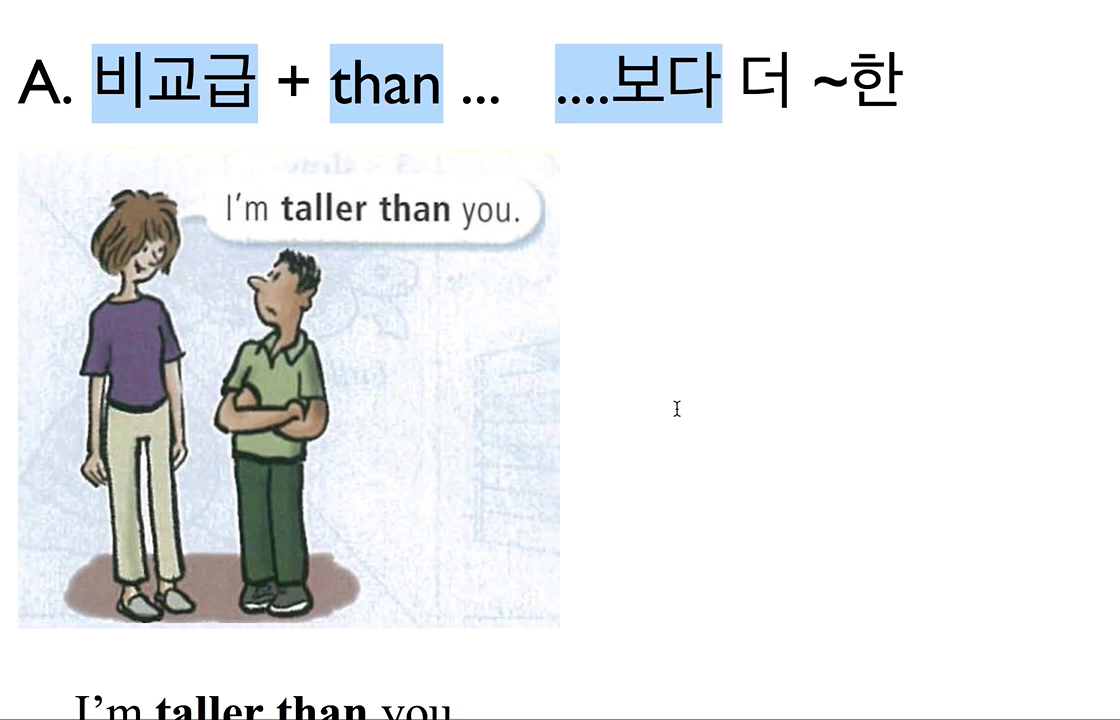 A. 비교급 + than ... ....보다 더 ~한
I'm taller than you.
I'm taller than you